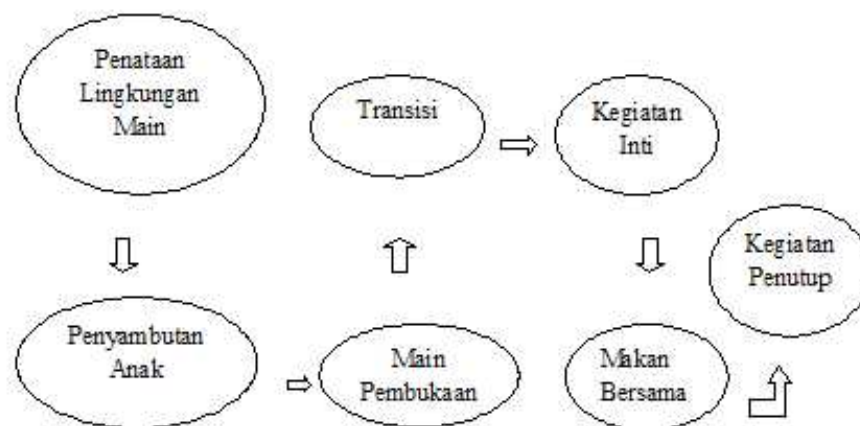 Penataan
Lingkungan
Main
Penyambutan
Anak
Main
Pembukaan
Transisi
Kegiatan
Inti
Makan
Bersama
Kegiatan
Penutup